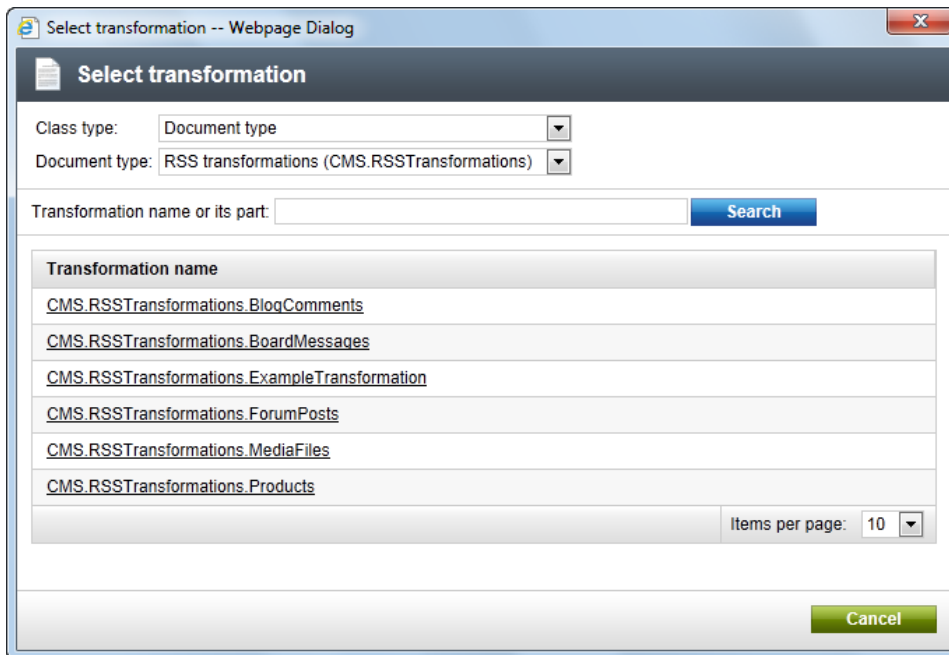 Select transformation -- Webpage Dialog
x
Select transformation
Class type: Document type
Document type: RSS transformations (CMS.RSSTransformations)
Transformation name or its part: Search
Transformation name
CMS.RSSTransformations.BlogComments
CMS.RSSTransformations.BoardMessages
CMS.RSSTransformations.ExampleTransformation
CMS.RSSTransformations.ForumPosts
CMS.RSSTransformations.MediaFiles
CMS.RSSTransformations.Products
Items per page: 10
Cancel